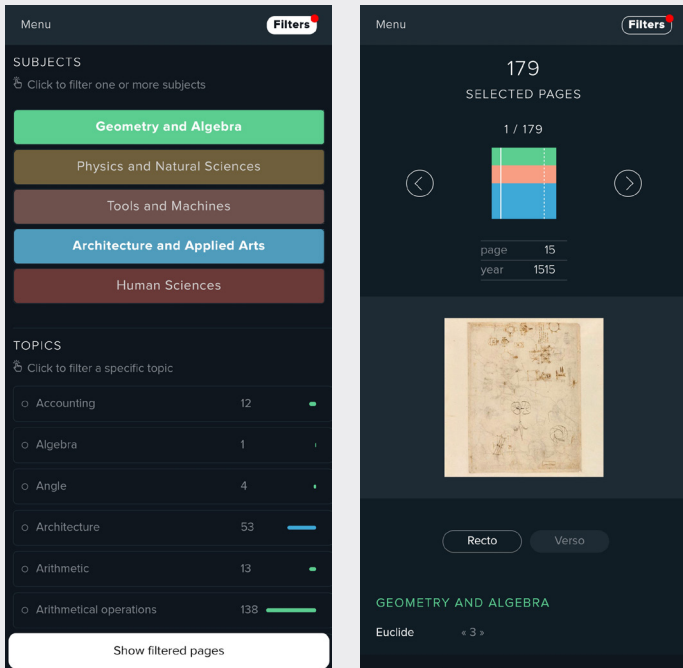 Menu Filters
SUBJECTS
Click to filter one or more subjects
Geometry and Algebra
Physics and Natural Sciences
Tools and Machines
Architecture and Applied Arts
Human Sciences
TOPICS
Click to filter a specific topic
Accounting 12
Algebra 1
Angle 4
Architecture 53
Arithmetic 13
Arithmetical operations 138
Show filtered pages
Menu Filters
179
SELECTED PAGES
1 / 179
page 15
year 1515
Recto Verso
GEOMETRY AND ALGEBRA
Euclide « 3 »